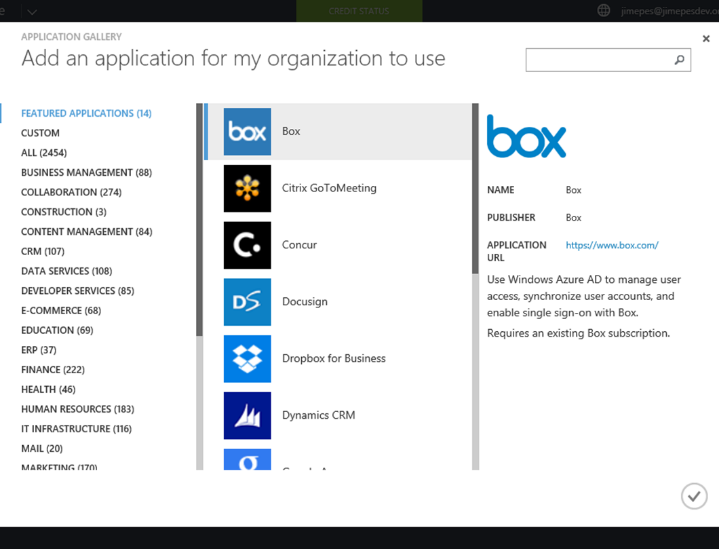 CREDIT STATUS
APPLICATION GALLERY
Add an application for my organization to use
FEATURED APPLICATIONS (14)
CUSTOM
ALL (2454)
BUSINESS MANAGEMENT (88)
COLLABORATION (274)
CONSTRUCTION (3)
CONTENT MANAGEMENT (84)
CRM (107)
DATA SERVICES (108)
DEVELOPER SERVICES (85)
E-COMMERCE (68)
EDUCATION (69)
ERP (37)
FINANCE (222)
HEALTH (46)
HUMAN RESOURCES (183)
IT INFRASTRUCTURE (116)
MAIL (20)
MARKETING (170)
box
Box
Citrix GoToMeeting
C.
Concur
DS
Docusign
Dropbox for Business
Dynamics CRM
g
box
NAME Box
PUBLISHER Box
APPLICATION https://www.box.com/
URL
Use Windows Azure AD to manage user
access, synchronize user accounts, and
enable single sign-on with Box.
Requires an existing Box subscription.